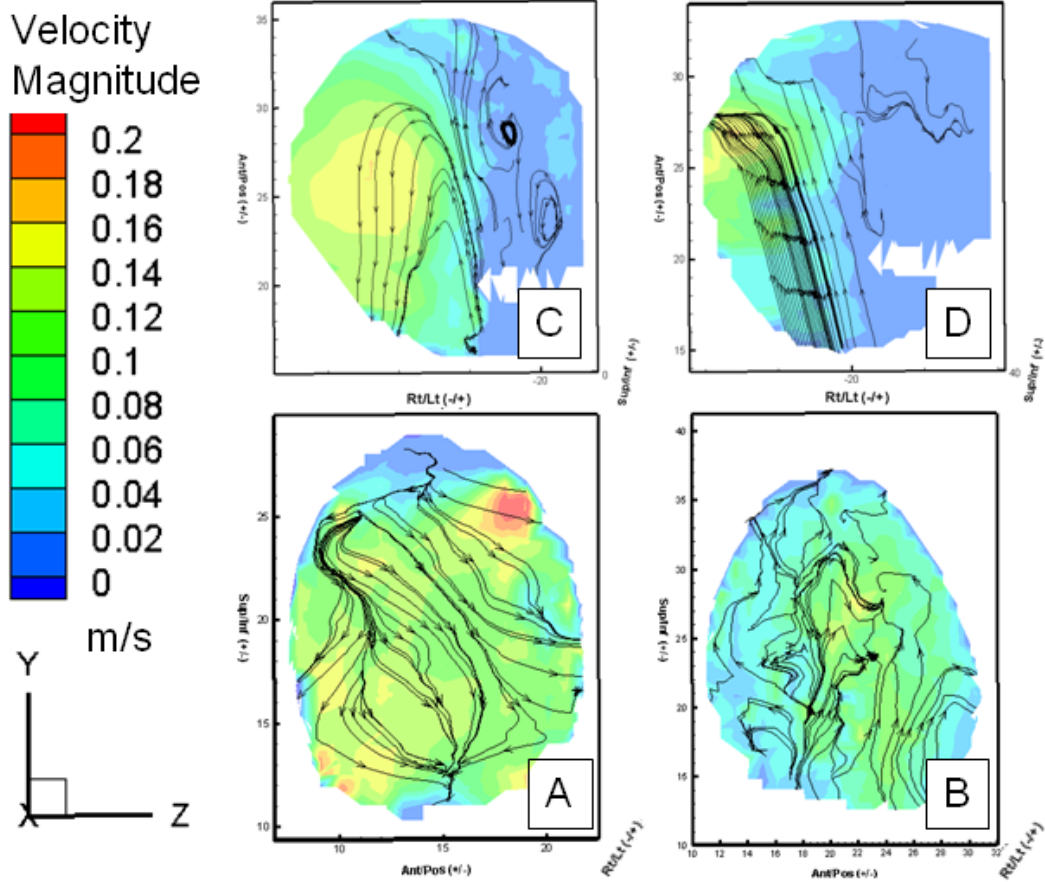 Velocity
Magnitude
0.2
0.18
0.16
0.14
0.12
0.1
0.08
0.06
0.04
0.02
0
m/s
Y
X
Z
35
30
25
20
Ant/Pos (+/-)
-20
0
Rt/Lt (-/+)
Sup/Inf (+/-)
C
30
25
20
15
Ant/Pos (+/-)
-20
40
Rt/Lt (-/+)
Sup/Inf (+/-)
D
25
20
15
10
Sup/Inf (+/-)
10
15
20
Ant/Pos (+/-)
Rt/Lt (-/+)
A
40
35
30
25
20
15
10
Sup/Inf (+/-)
10 12 14 16 18 20 22 24 26 28 30 32
Ant/Pos (+/-)
Rt/Lt (-/+)
B